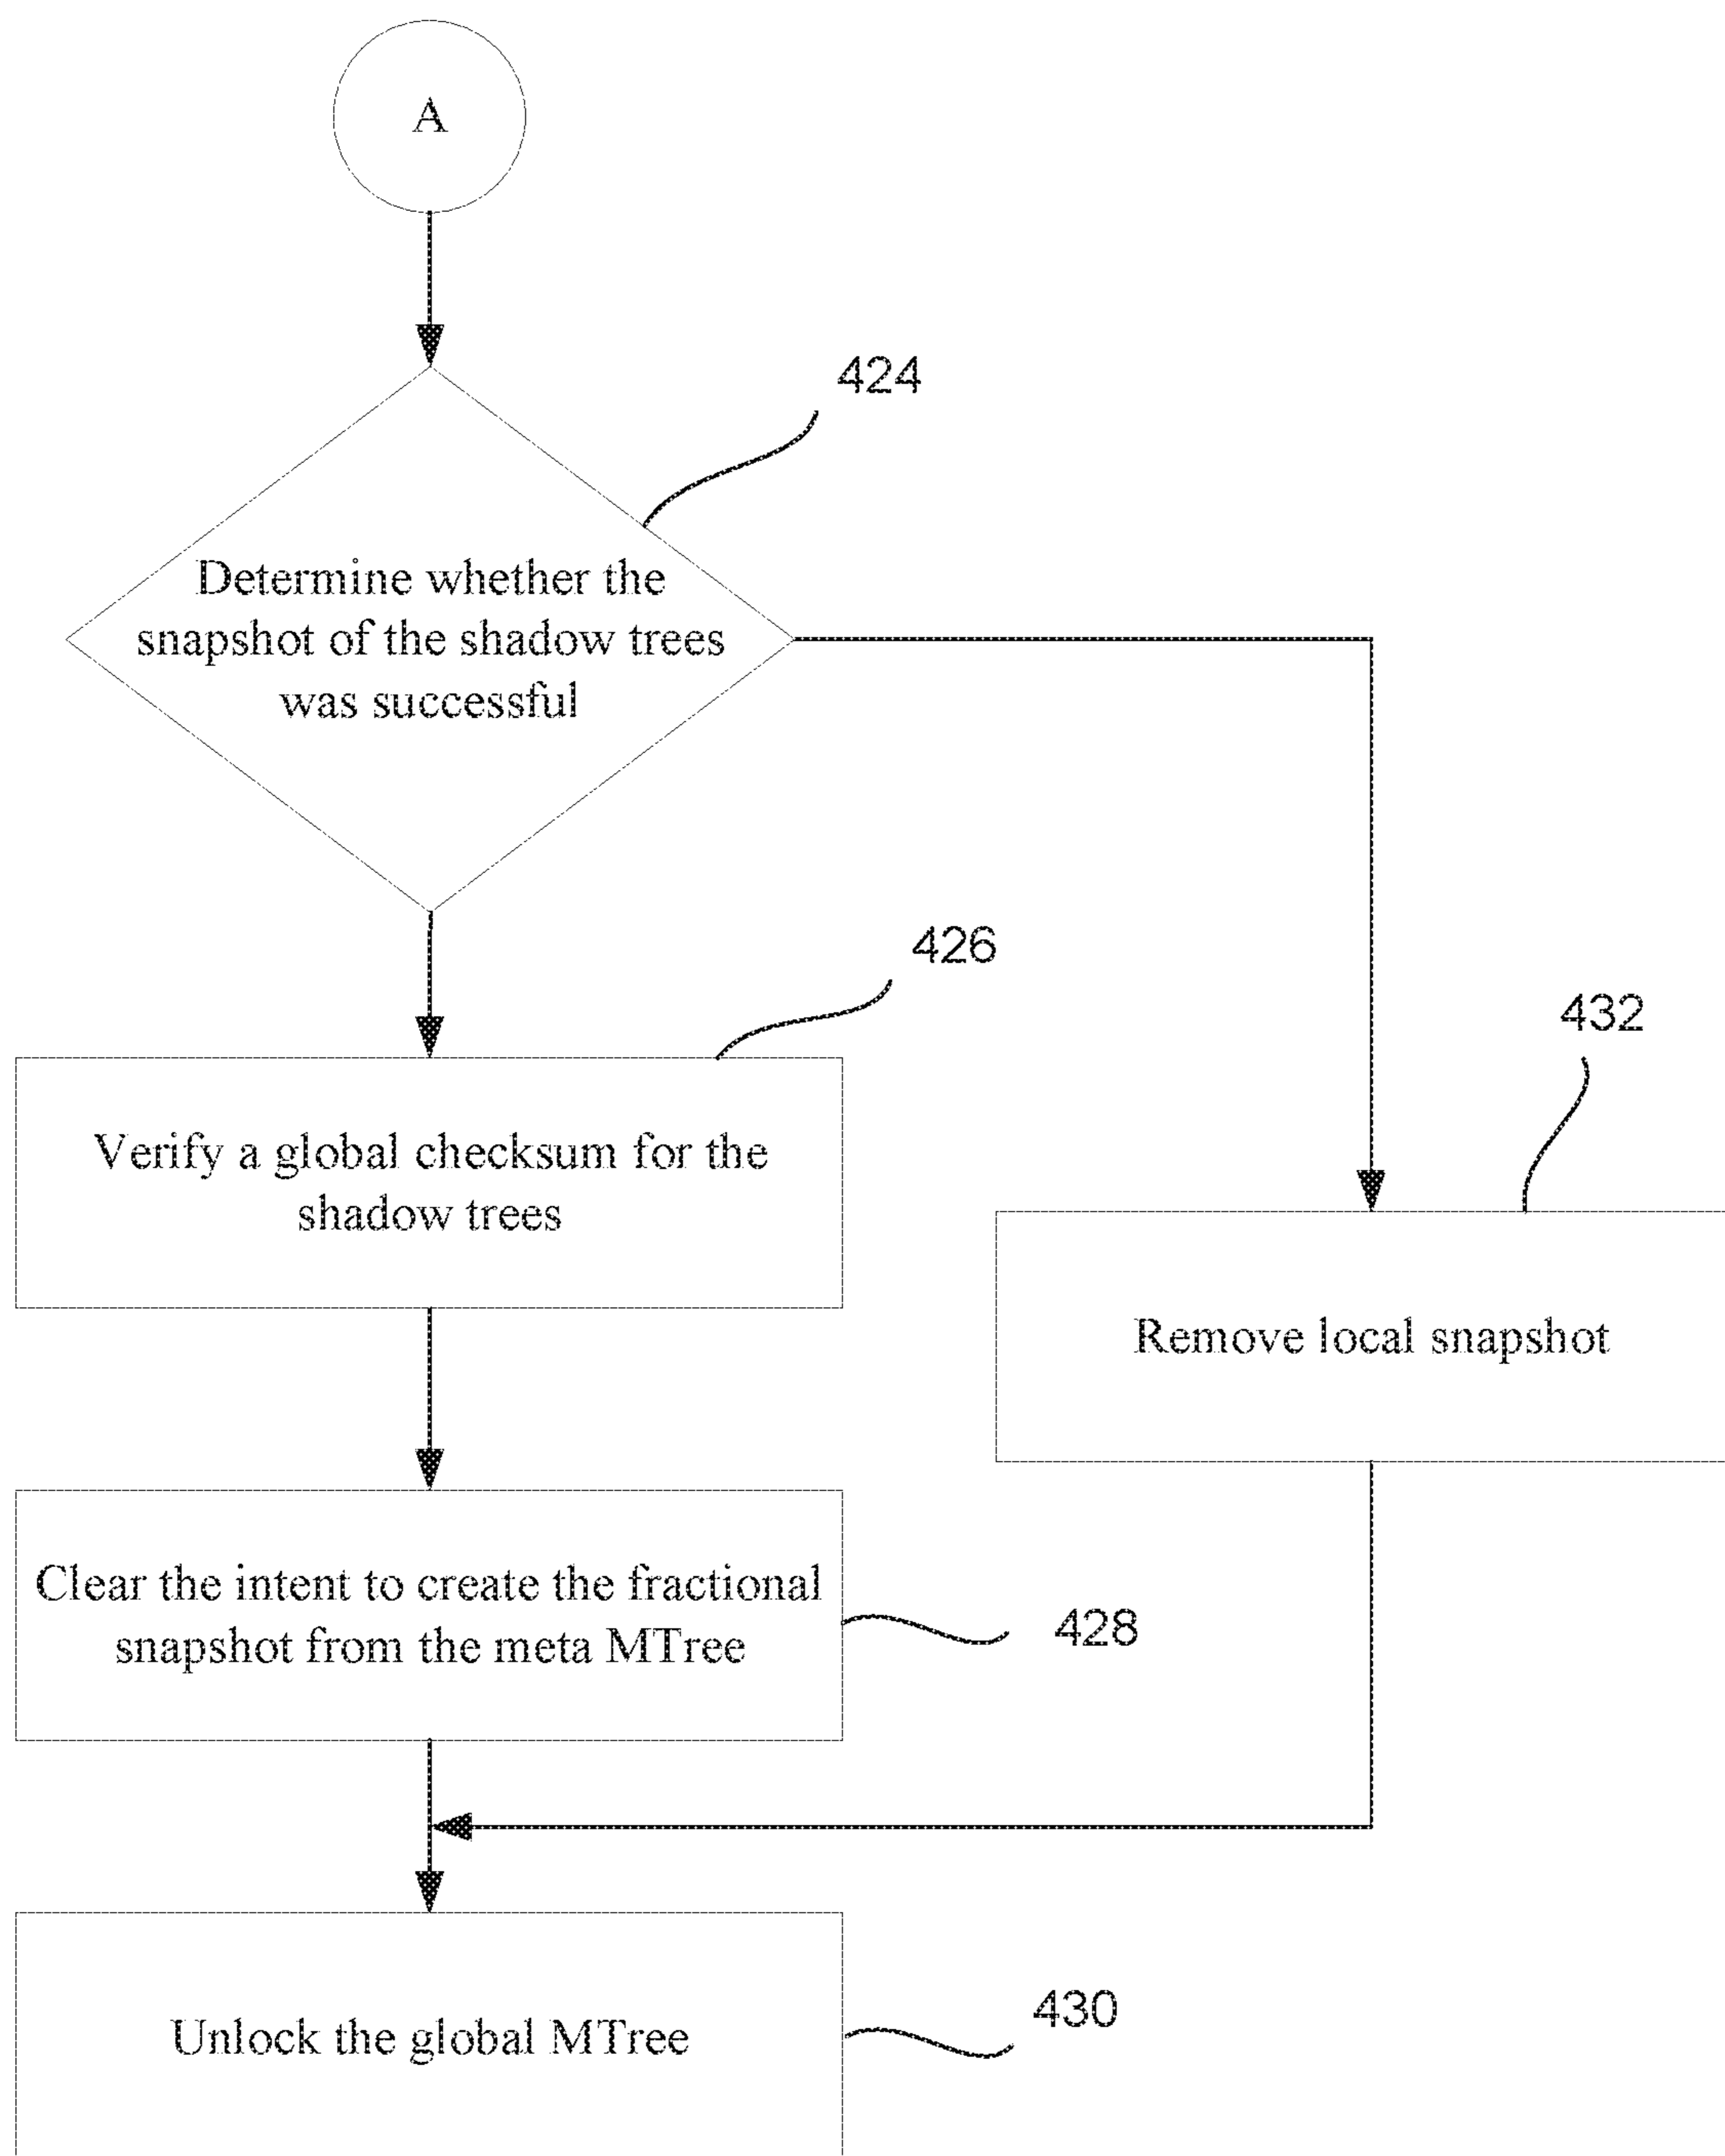 A
424
Determine whether the
snapshot of the shadow trees
was successful
426
432
Verify a global checksum for the
shadow trees
Remove local snapshot
Clear the intent to create the fractional
snapshot from the meta MTree
428
430
Unlock the global MTree